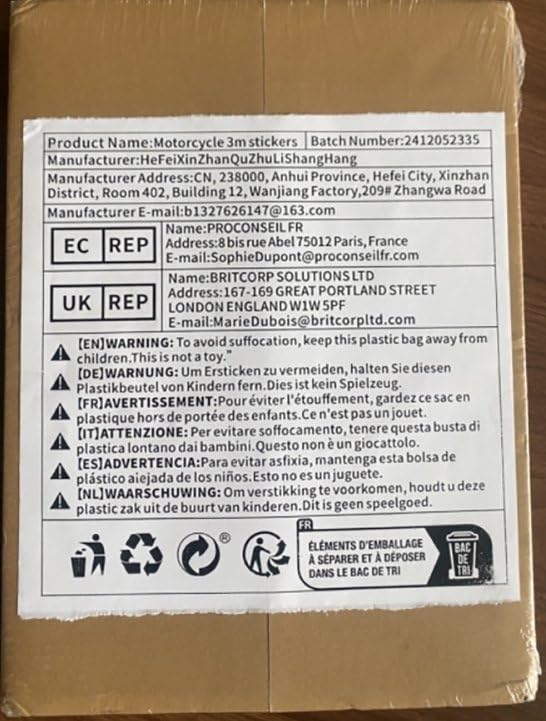 Product Name:Motorcycle 3m stickers Batch Number:2412052335
Manufacturer:HeFeiXinZhanQuZhuLiShangHang
Manufacturer Address:CN, 238000, Anhui Province, Hefei City, Xinzhan
District, Room 402, Building 12, Wanjiang Factory,209# Zhangwa Road
Manufacturer E-mail:b1327626147@163.com
EC REP
Name:PROCONSEIL FR
Address:8 bis rue Abel 75012 Paris, France
E-mail:SophieDupont@proconseilfr.com
UK REP
Name:BRITCORP SOLUTIONS LTD
Address:167-169 GREAT PORTLAND STREET
LONDON ENGLAND W1W 5PF
E-mail:MarieDubois@britcorpltd.com
[EN]WARNING: To avoid suffocation, keep this plastic bag away from
children.This is not a toy."
[DE]WARNUNG: Um Ersticken zu vermeiden, halten Sie diesen
Plastikbeutel von Kindern fern.Dies ist kein Spielzeug.
[FR]AVERTISSEMENT:Pour éviter l'étouffement, gardez ce sac en
plastique hors de portée des enfants.Ce n'est pas un jouet.
[IT]ATTENZIONE: Per evitare soffocamento, tenere questa busta di
plastica lontano dai bambini.Questo non è un giocattolo.
[ES]ADVERTENCIA:Para evitar asfixia, mantenga esta bolsa de
plástico aiejada de los niños.Esto no es un juguete.
[NL]WAARSCHUWING: Om verstikking te voorkomen, houdt u deze
plastic zak uit de buurt van kinderen.Dit is geen speelgoed.
®
FR
ÉLÉMENTS D'EMBALLAGE
À SÉPARER ET À DÉPOSER
DANS LE BAC DE TRI
BAC
DE
TRI